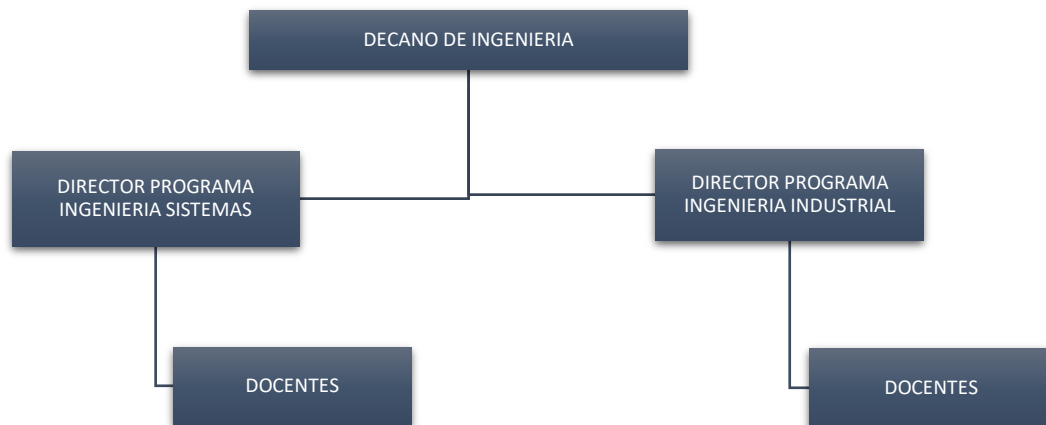 DECANO DE INGENIERIA
DIRECTOR PROGRAMA
INGENIERIA SISTEMAS
DIRECTOR PROGRAMA
INGENIERIA INDUSTRIAL
DOCENTES
DOCENTES